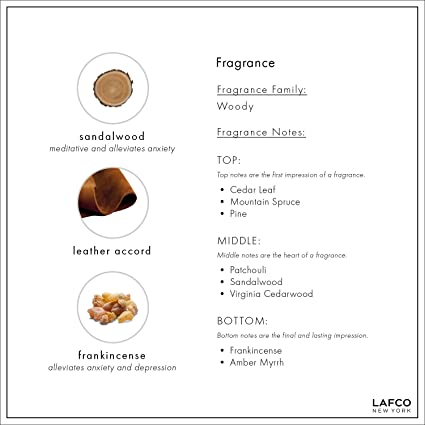 sandalwood
meditative and alleviates anxiety
leather accord
frankincense
alleviates anxiety and depression
Fragrance
Fragrance Family:
Woody
Fragrance Notes:
TOP:
Top notes are the first impression of a fragrance.
• Cedar Leaf
• Mountain Spruce
• Pine
MIDDLE:
Middle notes are the heart of a fragrance.
• Patchouli
• Sandalwood
• Virginia Cedarwood
BOTTOM:
Bottom notes are the final and lasting impression.
• Frankincense
• Amber Myrrh
LAFCO
NEW YORK